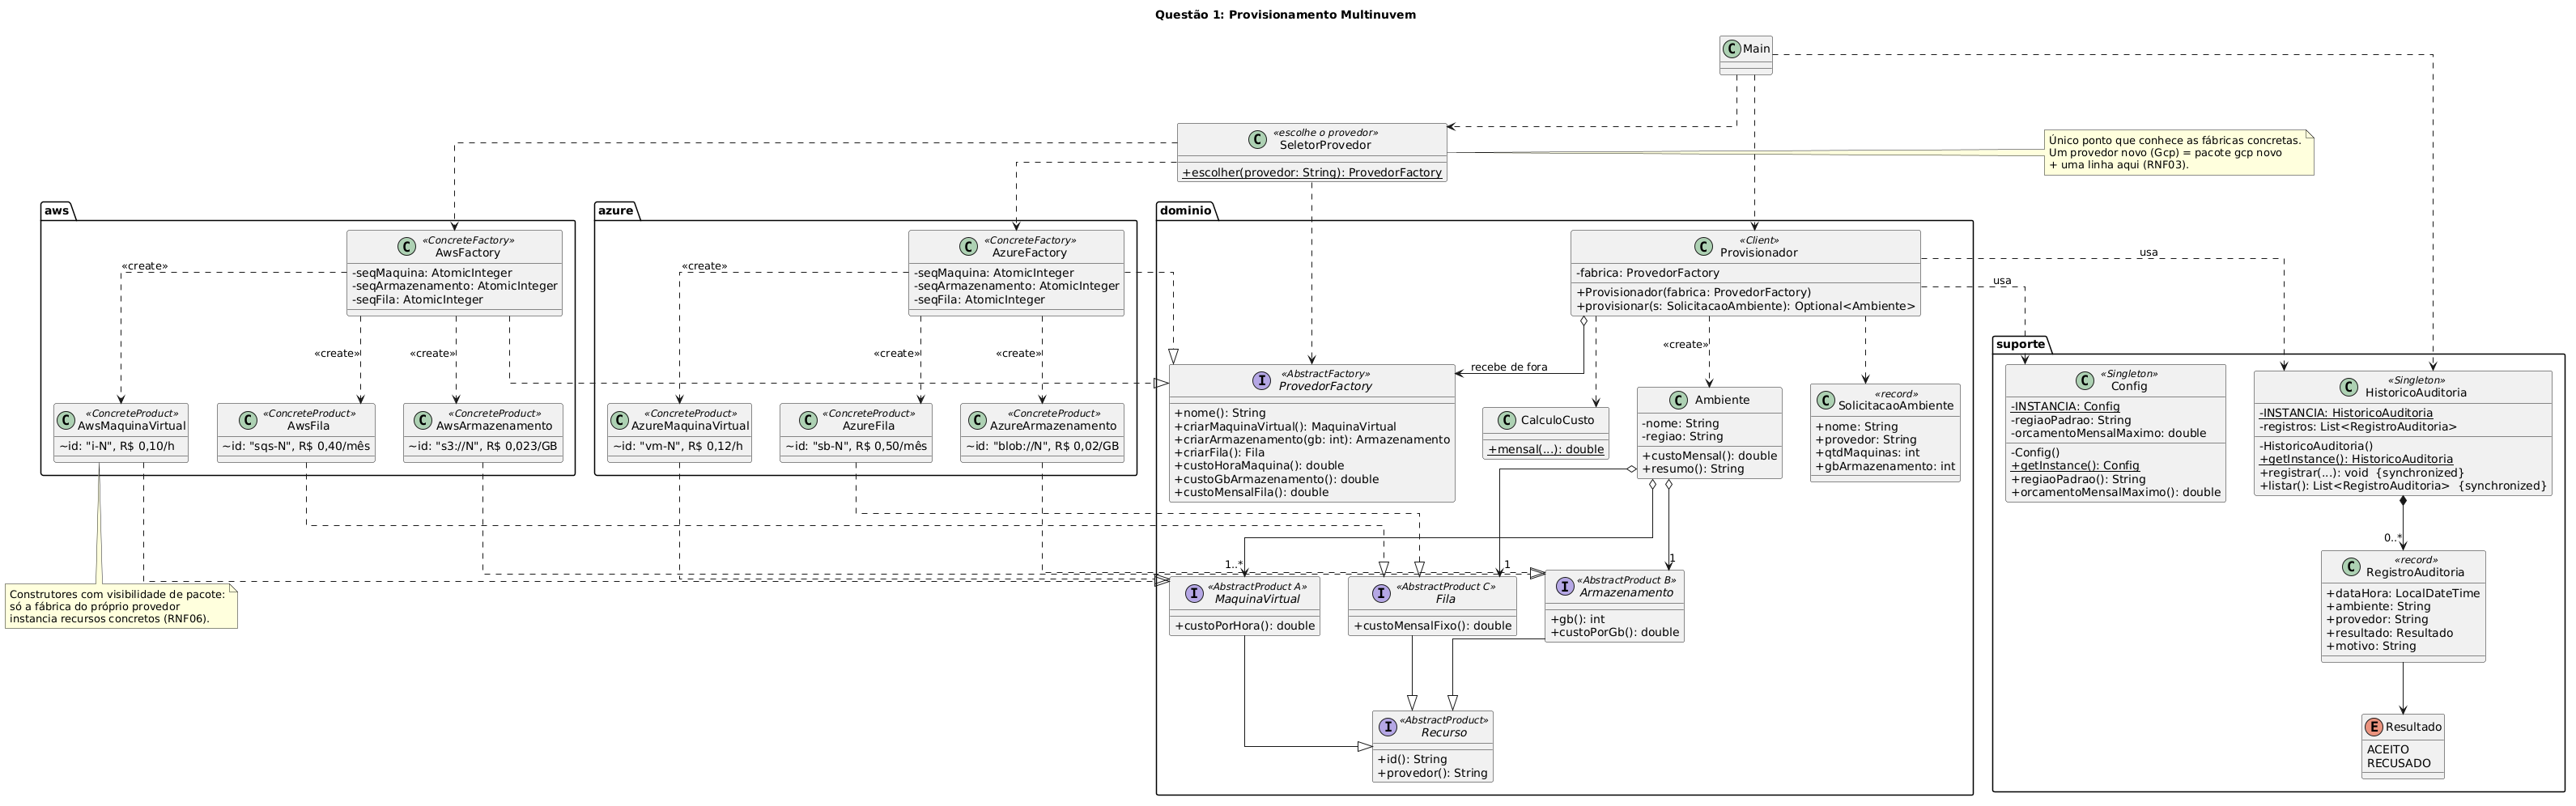 Questão 1: Provisionamento Multinuvem
Main
«escolhe o provedor»
SeletorProvedor
+escolher(provedor: String): ProvedorFactory
Único ponto que conhece as fábricas concretas.
Um provedor novo (Gcp) = pacote gcp novo
+ uma linha aqui (RNF03).
aws
«ConcreteFactory»
AwsFactory
-seqMaquina: AtomicInteger
-seqArmazenamento: AtomicInteger
-seqFila: AtomicInteger
«create»
«create»
«create»
«ConcreteProduct»
AwsMaquinaVirtual
~id: "i-N", R$ 0,10/h
«ConcreteProduct»
AwsFila
~id: "sqs-N", R$ 0,40/mês
«ConcreteProduct»
AwsArmazenamento
~id: "s3://N", R$ 0,023/GB
Construtores com visibilidade de pacote:
só a fábrica do próprio provedor
instancia recursos concretos (RNF06).
azure
«ConcreteFactory»
AzureFactory
-seqMaquina: AtomicInteger
-seqArmazenamento: AtomicInteger
-seqFila: AtomicInteger
«create»
«create»
«create»
«ConcreteProduct»
AzureMaquinaVirtual
~id: "vm-N", R$ 0,12/h
«ConcreteProduct»
AzureFila
~id: "sb-N", R$ 0,50/mês
«ConcreteProduct»
AzureArmazenamento
~id: "blob://N", R$ 0,02/GB
dominio
«Client»
Provisionador
-fabrica: ProvedorFactory
+Provisionador(fabrica: ProvedorFactory)
+provisionar(s: SolicitacaoAmbiente): Optional<Ambiente>
usa
usa
recebe de fora
«create»
«AbstractFactory»
ProvedorFactory
+nome(): String
+criarMaquinaVirtual(): MaquinaVirtual
+criarArmazenamento(gb: int): Armazenamento
+criarFila(): Fila
+custoHoraMaquina(): double
+custoGbArmazenamento(): double
+custoMensalFila(): double
CalculoCusto
+mensal(...): double
Ambiente
-nome: String
-regiao: String
+custoMensal(): double
+resumo(): String
«record»
SolicitacaoAmbiente
+nome: String
+provedor: String
+qtdMaquinas: int
+gbArmazenamento: int
1..*
1
1
«AbstractProduct A»
MaquinaVirtual
+custoPorHora(): double
«AbstractProduct C»
Fila
+custoMensalFixo(): double
«AbstractProduct B»
Armazenamento
+gb(): int
+custoPorGb(): double
«AbstractProduct»
Recurso
+id(): String
+provedor(): String
suporte
«Singleton»
Config
-INSTANCIA: Config
-regiaoPadrao: String
-orcamentoMensalMaximo: double
-Config()
+getInstance(): Config
+regiaoPadrao(): String
+orcamentoMensalMaximo(): double
«Singleton»
HistoricoAuditoria
-INSTANCIA: HistoricoAuditoria
-registros: List<RegistroAuditoria>
-HistoricoAuditoria()
+getInstance(): HistoricoAuditoria
+registrar(...): void {synchronized}
+listar(): List<RegistroAuditoria> {synchronized}
0..*
«record»
RegistroAuditoria
+dataHora: LocalDateTime
+ambiente: String
+provedor: String
+resultado: Resultado
+motivo: String
Resultado
ACEITO
RECUSADO